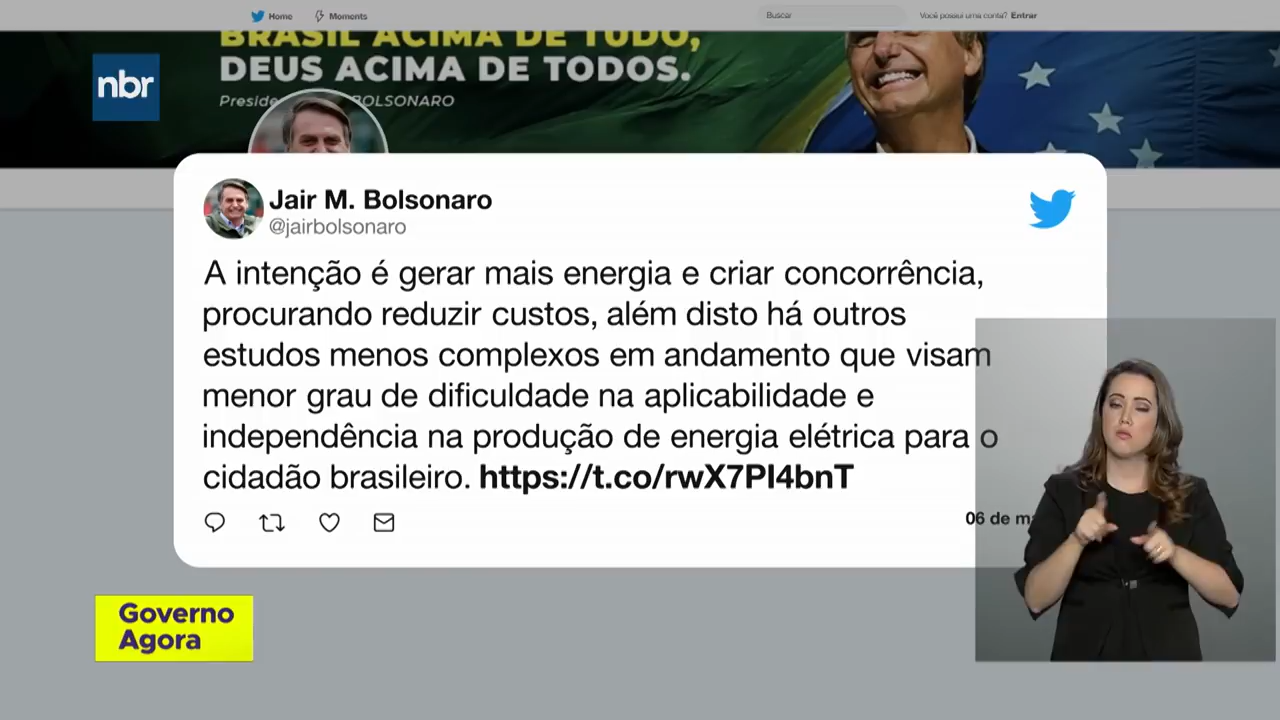 Home
Moments
Buscar
Você possui uma conta? Entrar
BRASIL ACIMA DE TUDO,
DEUS ACIMA DE TODOS.
nbr
BOLSONARO
Jair M. Bolsonaro
@jairbolsonaro
A intenção é gerar mais energia e criar concorrência,
procurando reduzir custos, além disto há outros
estudos menos complexos em andamento que visam
menor grau de dificuldade na aplicabilidade e
independência na produção de energia elétrica para o
cidadão brasileiro. https://t.co/rwX7PI4bnT
06 de
Governo
Agora